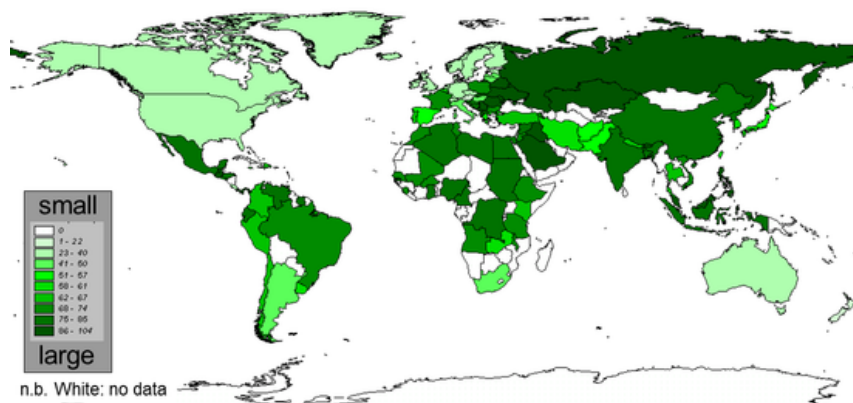 small
0
1 - 22
23 - 40
41 - 50
51 - 57
58 - 61
62 - 67
68 - 74
75 - 85
86 - 104
large
n.b. White: no data